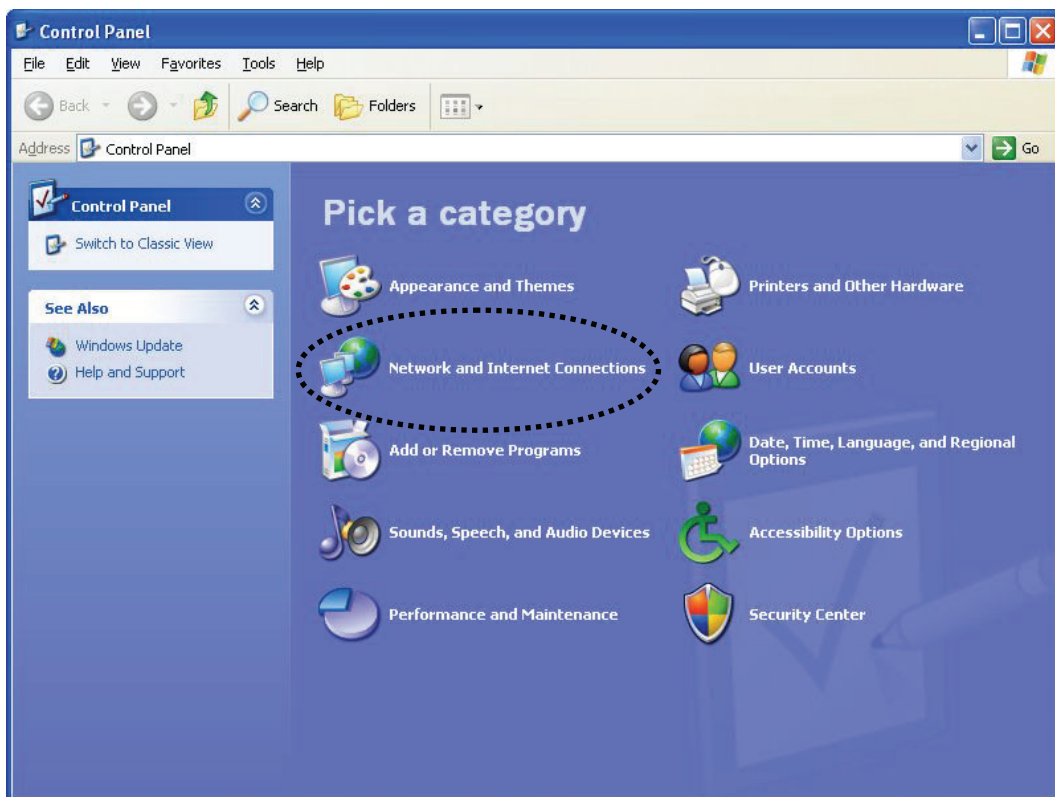 Control Panel
File Edit View Favorites Tools Help
Back Search Folders
Address Control Panel Go
Control Panel
Switch to Classic View
See Also
Windows Update
Help and Support
Pick a category
Appearance and Themes
Printers and Other Hardware
Network and Internet Connections
User Accounts
Add or Remove Programs
Date, Time, Language, and Regional
Options
Sounds, Speech, and Audio Devices
Accessibility Options
Performance and Maintenance
Security Center